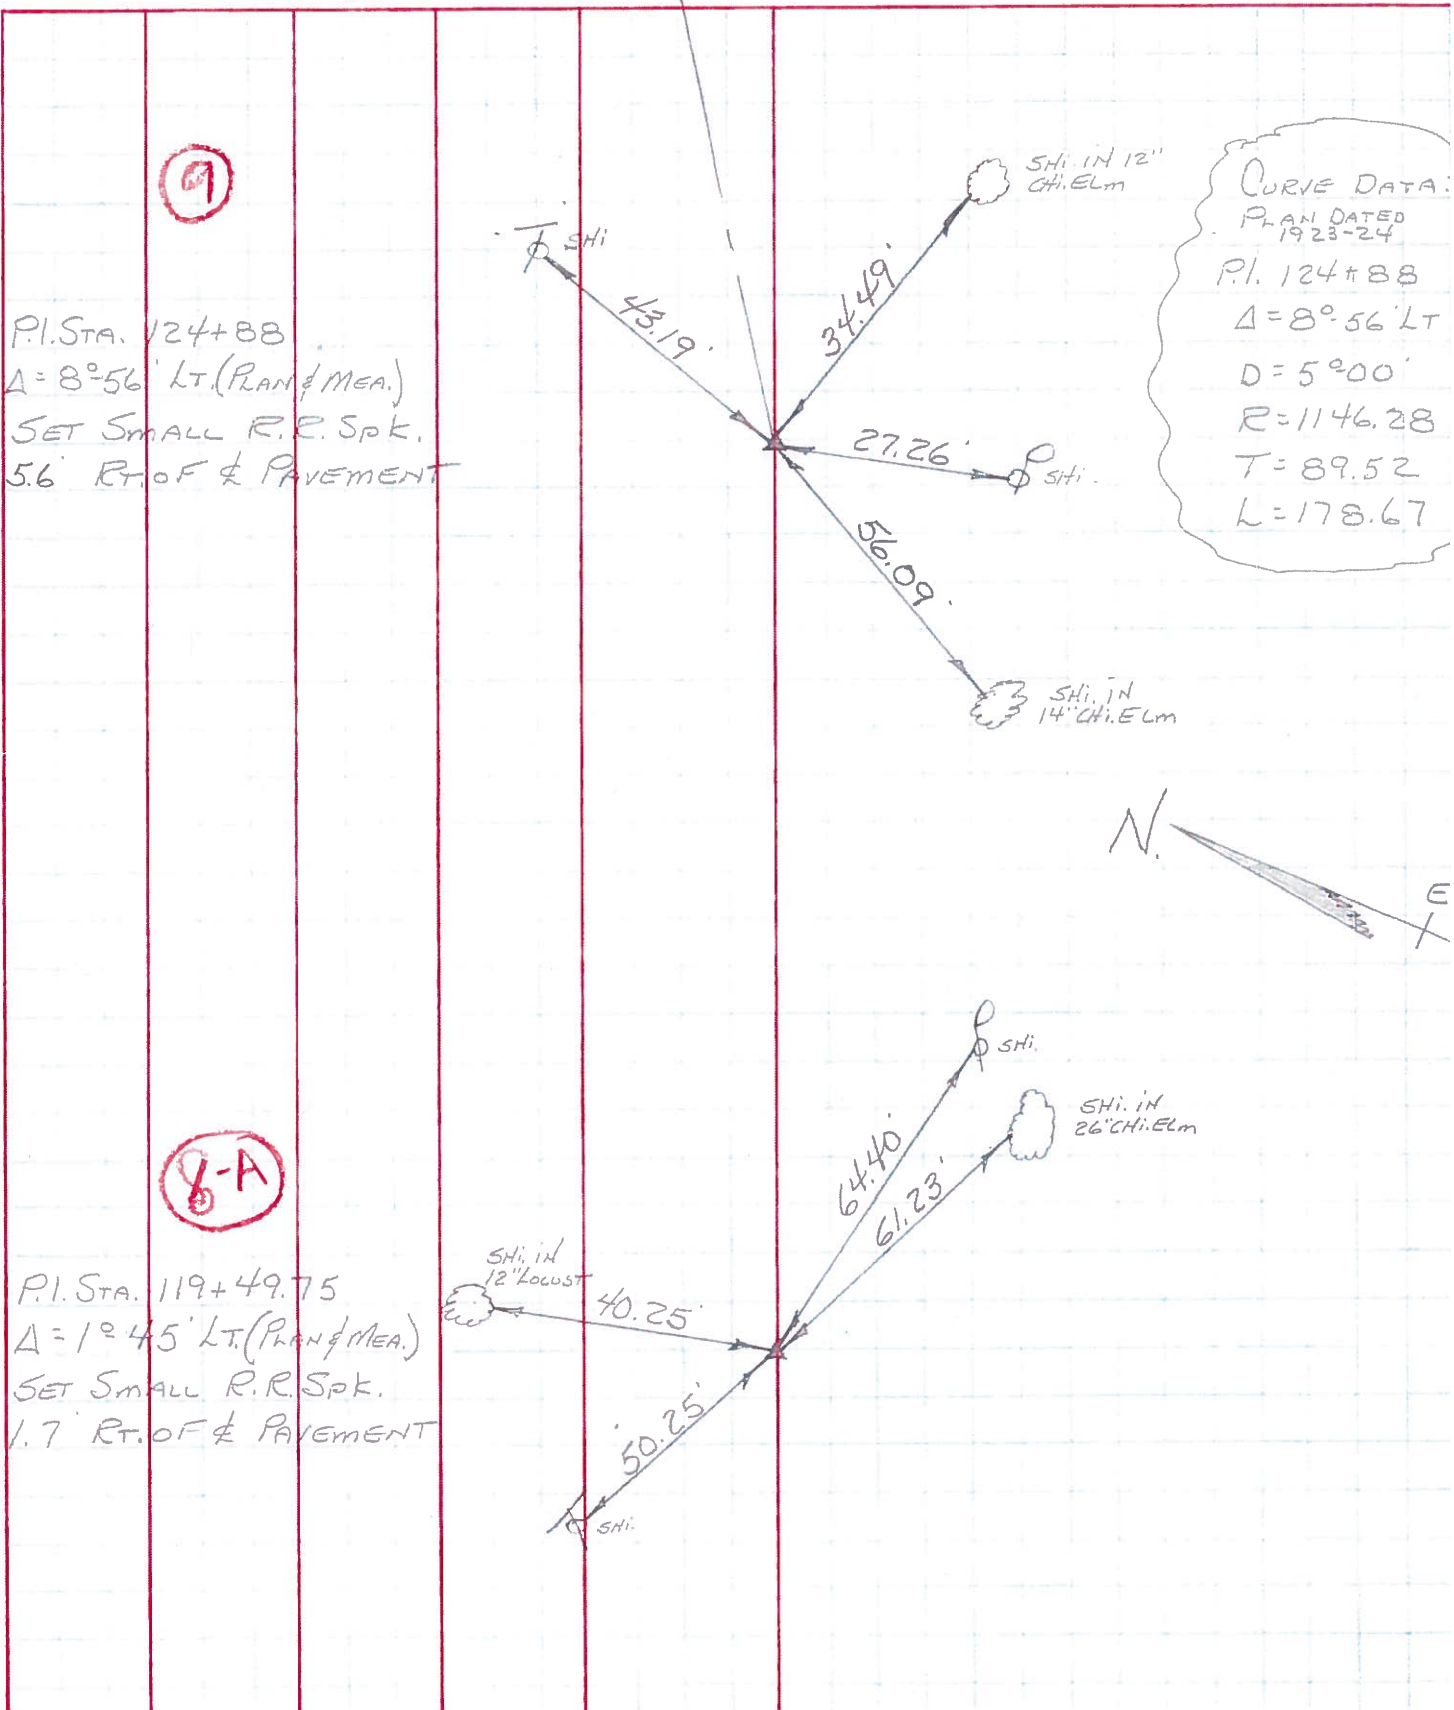 9
SHi
43.19'
SHi. IN 12"
CHi. ELm
34.49'
CURVE DATA:
PLAN DATED
1923-24
P.I. 124+88
Δ = 8°-56' LT
D = 5°00'
R = 1146.28
T = 89.52
L = 178.67
P.I. STA. 124+88
Δ = 8°-56' LT. (PLAN & MEA.)
SET SMALL R.R. SpK.
5.6' RT. OF ℄ PAVEMENT
27.26'
SHi.
56.09'
SHi. iN
14" CHi. ELm
N.
E
SHi.
64.40'
SHi. iN
26" CHi. ELm
61.23'
8-A
SHi. iN
12" LOCUST
40.25'
P.I. STA. 119+49.75
Δ = 1°45' LT. (PLAN & MEA.)
SET SMALL R.R. SpK.
1.7' RT. OF ℄ PAVEMENT
50.25'
SHi.